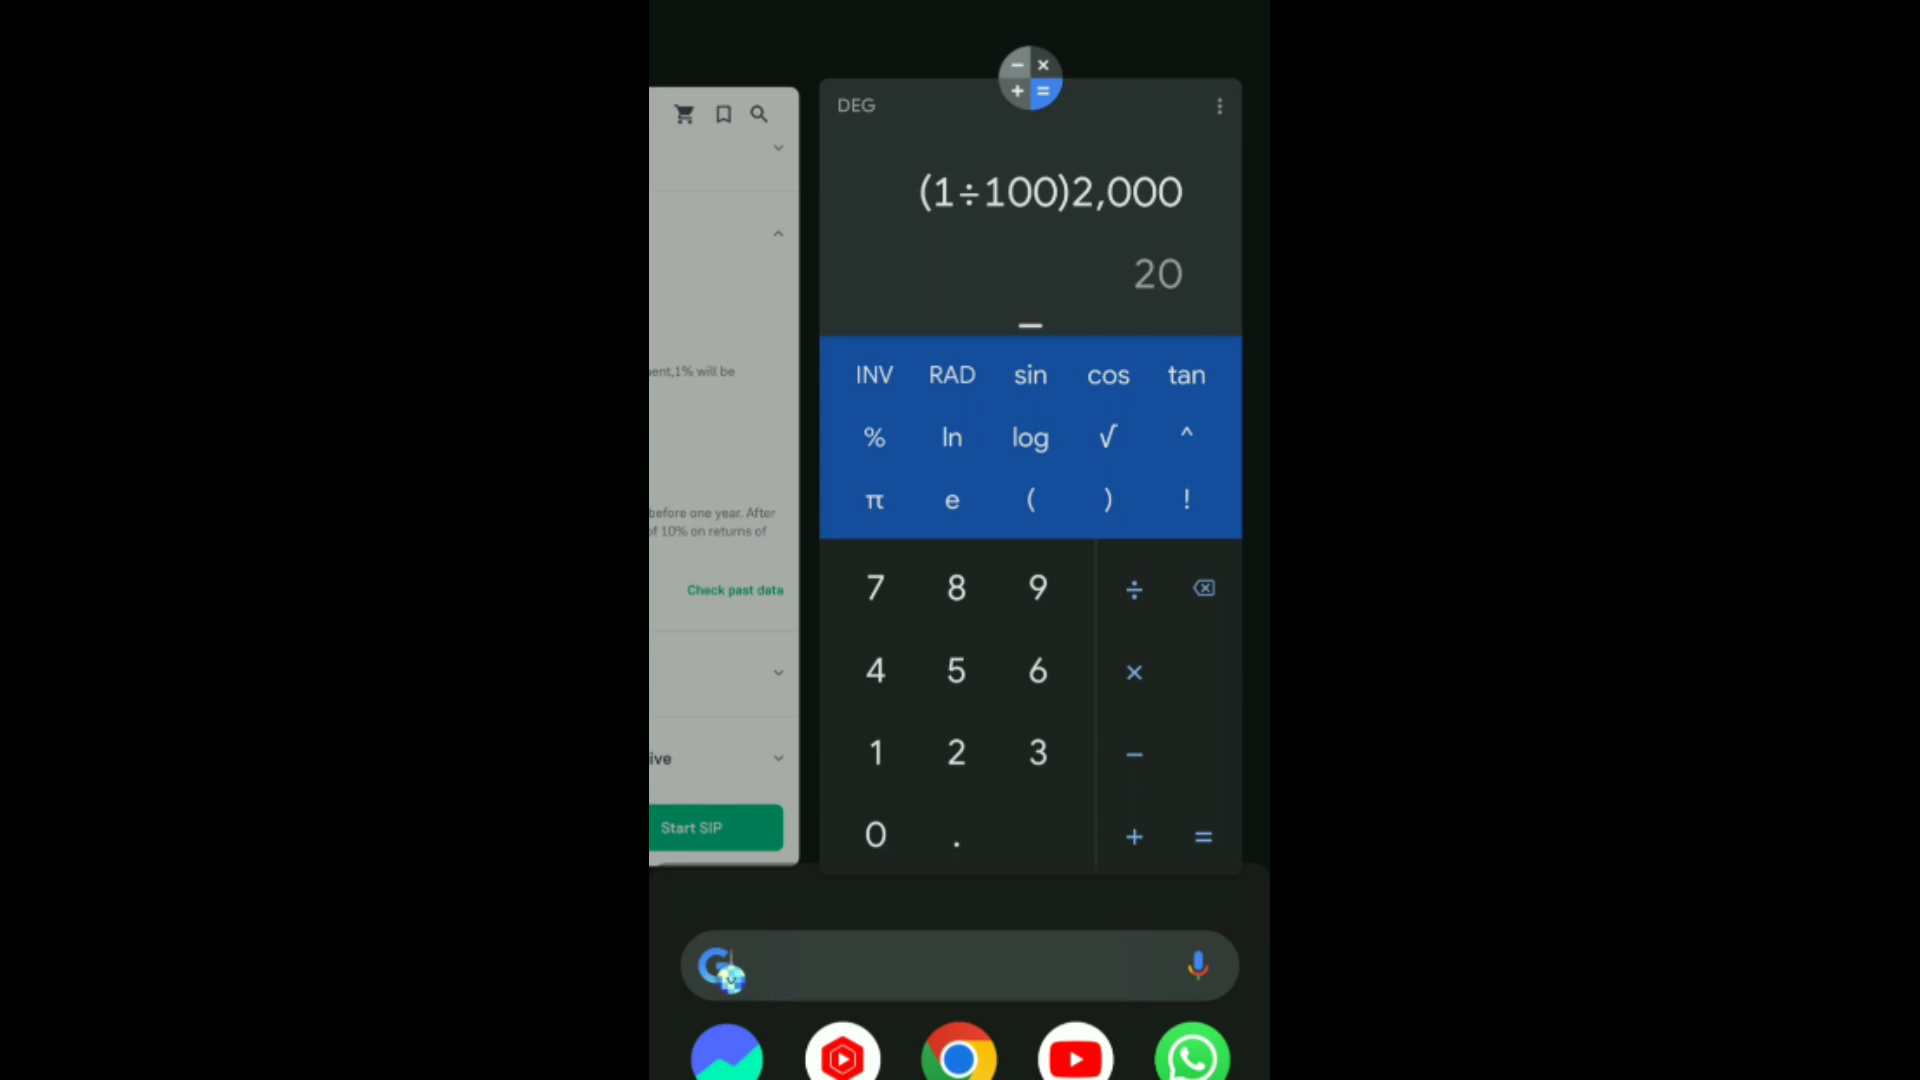 DEG
(1÷100)2,000
20
INV RAD sin cos tan
% ln log √ ^
π e ( ) !
7 8 9 ÷
4 5 6 ×
1 2 3 −
0 . + =
1% will be
before one year. After
of 10% on returns of
Check past data
Start SIP